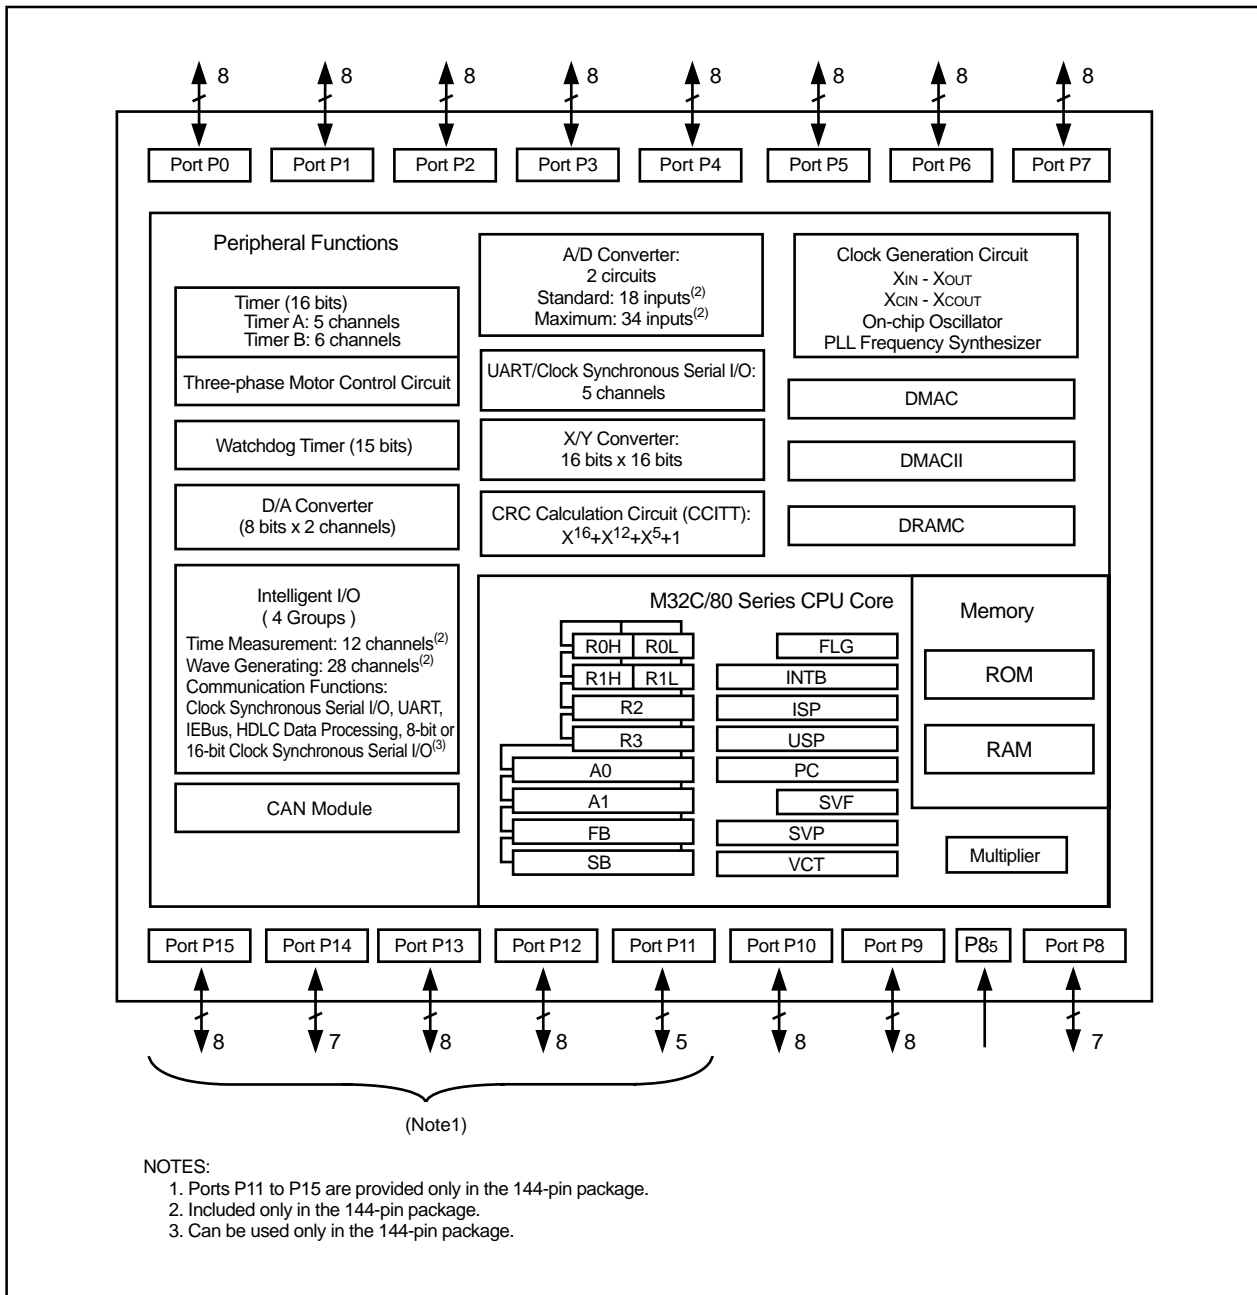 8 8 8 8 8 8 8 8
Port P0 Port P1 Port P2 Port P3 Port P4 Port P5 Port P6 Port P7
Peripheral Functions
Timer (16 bits)
Timer A: 5 channels
Timer B: 6 channels
Three-phase Motor Control Circuit
Watchdog Timer (15 bits)
D/A Converter
(8 bits x 2 channels)
Intelligent I/O
( 4 Groups )
Time Measurement: 12 channels(2)
Wave Generating: 28 channels(2)
Communication Functions:
Clock Synchronous Serial I/O, UART,
IEBus, HDLC Data Processing, 8-bit or
16-bit Clock Synchronous Serial I/O(3)
CAN Module
A/D Converter:
2 circuits
Standard: 18 inputs(2)
Maximum: 34 inputs(2)
UART/Clock Synchronous Serial I/O:
5 channels
X/Y Converter:
16 bits x 16 bits
CRC Calculation Circuit (CCITT):
X16+X12+X5+1
Clock Generation Circuit
XIN - XOUT
XCIN - XCOUT
On-chip Oscillator
PLL Frequency Synthesizer
DMAC
DMACII
DRAMC
M32C/80 Series CPU Core
R0H R0L
R1H R1L
R2
R3
A0
A1
FB
SB
FLG
INTB
ISP
USP
PC
SVF
SVP
VCT
Memory
ROM
RAM
Multiplier
Port P15 Port P14 Port P13 Port P12 Port P11 Port P10 Port P9 P85 Port P8
8 7 8 8 5 8 8 7
(Note1)
NOTES:
1. Ports P11 to P15 are provided only in the 144-pin package.
2. Included only in the 144-pin package.
3. Can be used only in the 144-pin package.